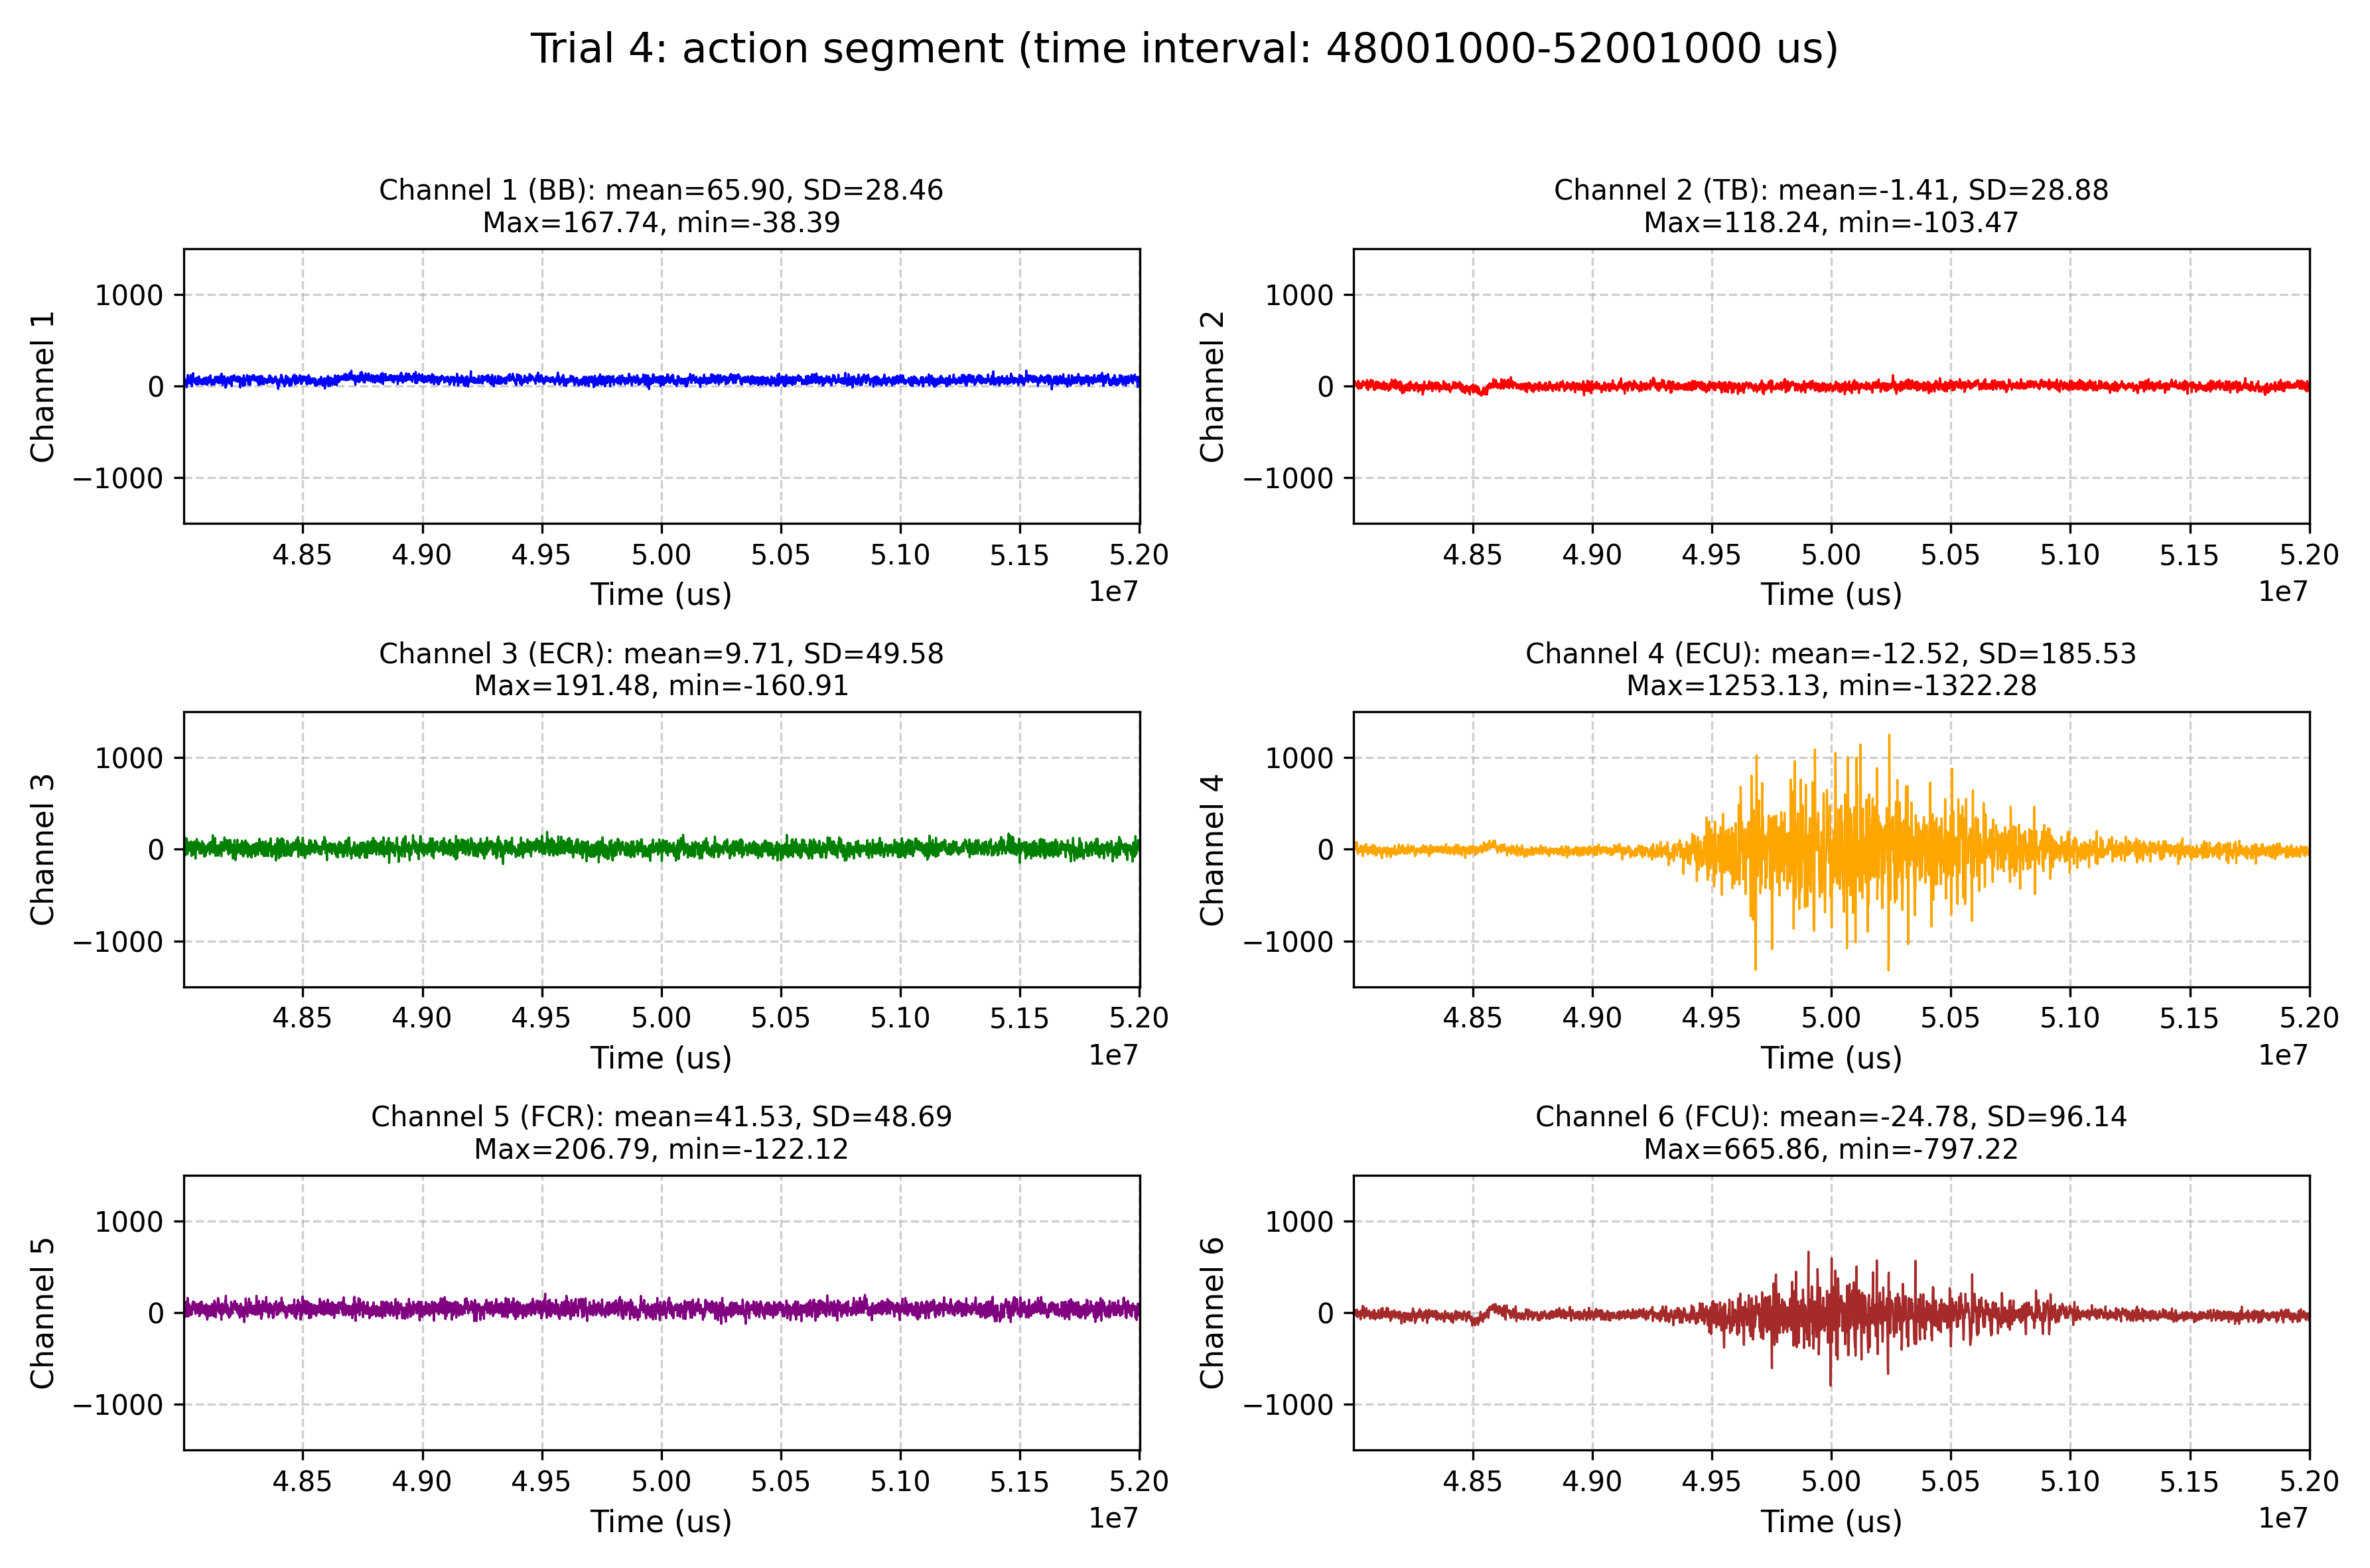 Trial 4: action segment (time interval: 48001000-52001000 us)
Channel 1 (BB): mean=65.90, SD=28.46
Max=167.74, min=-38.39
Channel 1
1000
0
−1000
4.85 4.90 4.95 5.00 5.05 5.10 5.15 5.20
1e7
Time (us)
Channel 2 (TB): mean=-1.41, SD=28.88
Max=118.24, min=-103.47
Channel 2
1000
0
−1000
4.85 4.90 4.95 5.00 5.05 5.10 5.15 5.20
1e7
Time (us)
Channel 3 (ECR): mean=9.71, SD=49.58
Max=191.48, min=-160.91
Channel 3
1000
0
−1000
4.85 4.90 4.95 5.00 5.05 5.10 5.15 5.20
1e7
Time (us)
Channel 4 (ECU): mean=-12.52, SD=185.53
Max=1253.13, min=-1322.28
Channel 4
1000
0
−1000
4.85 4.90 4.95 5.00 5.05 5.10 5.15 5.20
1e7
Time (us)
Channel 5 (FCR): mean=41.53, SD=48.69
Max=206.79, min=-122.12
Channel 5
1000
0
−1000
4.85 4.90 4.95 5.00 5.05 5.10 5.15 5.20
1e7
Time (us)
Channel 6 (FCU): mean=-24.78, SD=96.14
Max=665.86, min=-797.22
Channel 6
1000
0
−1000
4.85 4.90 4.95 5.00 5.05 5.10 5.15 5.20
1e7
Time (us)